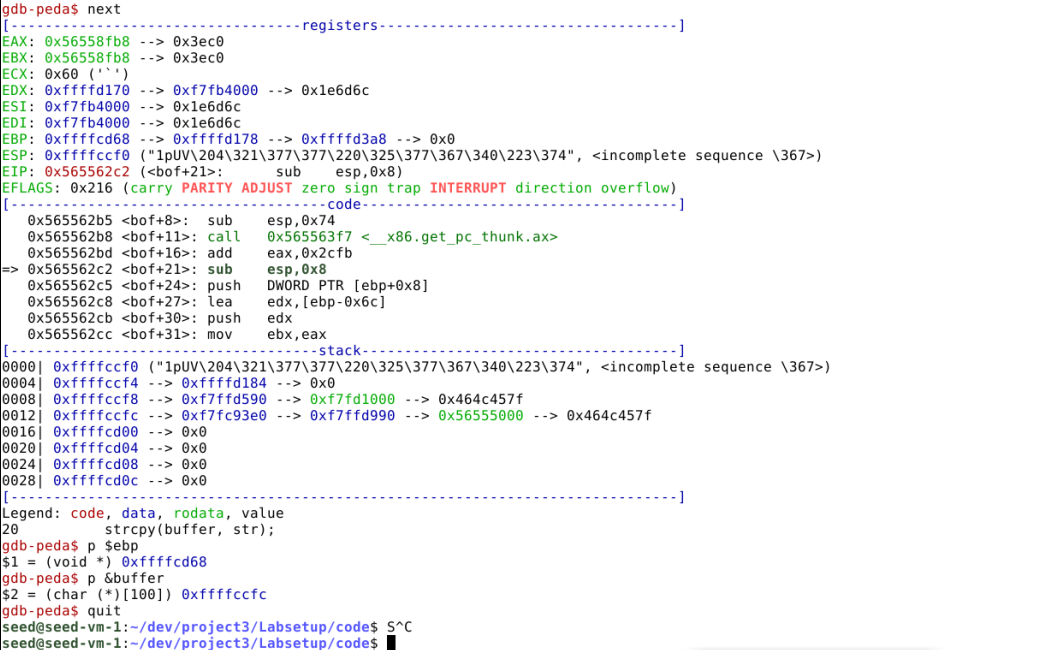 gdb-peda$ next
[----------------------------------registers-----------------------------------]
EAX: 0x56558fb8 --> 0x3ec0
EBX: 0x56558fb8 --> 0x3ec0
ECX: 0x60 ('`')
EDX: 0xffffd170 --> 0xf7fb4000 --> 0x1e6d6c
ESI: 0xf7fb4000 --> 0x1e6d6c
EDI: 0xf7fb4000 --> 0x1e6d6c
EBP: 0xffffcd68 --> 0xffffd178 --> 0xffffd3a8 --> 0x0
ESP: 0xffffccf0 ("1pUV\204\321\377\377\220\325\377\367\340\223\374", <incomplete sequence \367>)
EIP: 0x565562c2 (<bof+21>:      sub    esp,0x8)
EFLAGS: 0x216 (carry PARITY ADJUST zero sign trap INTERRUPT direction overflow)
[-------------------------------------code-------------------------------------]
   0x565562b5 <bof+8>:  sub    esp,0x74
   0x565562b8 <bof+11>: call   0x565563f7 <__x86.get_pc_thunk.ax>
   0x565562bd <bof+16>: add    eax,0x2cfb
=> 0x565562c2 <bof+21>: sub    esp,0x8
   0x565562c5 <bof+24>: push   DWORD PTR [ebp+0x8]
   0x565562c8 <bof+27>: lea    edx,[ebp-0x6c]
   0x565562cb <bof+30>: push   edx
   0x565562cc <bof+31>: mov    ebx,eax
[------------------------------------stack-------------------------------------]
0000| 0xffffccf0 ("1pUV\204\321\377\377\220\325\377\367\340\223\374", <incomplete sequence \367>)
0004| 0xffffccf4 --> 0xffffd184 --> 0x0
0008| 0xffffccf8 --> 0xf7ffd590 --> 0xf7fd1000 --> 0x464c457f
0012| 0xffffccfc --> 0xf7fc93e0 --> 0xf7ffd990 --> 0x56555000 --> 0x464c457f
0016| 0xffffcd00 --> 0x0
0020| 0xffffcd04 --> 0x0
0024| 0xffffcd08 --> 0x0
0028| 0xffffcd0c --> 0x0
[------------------------------------------------------------------------------]
Legend: code, data, rodata, value
20          strcpy(buffer, str);
gdb-peda$ p $ebp
$1 = (void *) 0xffffcd68
gdb-peda$ p &buffer
$2 = (char (*)[100]) 0xffffccfc
gdb-peda$ quit
seed@seed-vm-1:~/dev/project3/Labsetup/code$ S^C
seed@seed-vm-1:~/dev/project3/Labsetup/code$